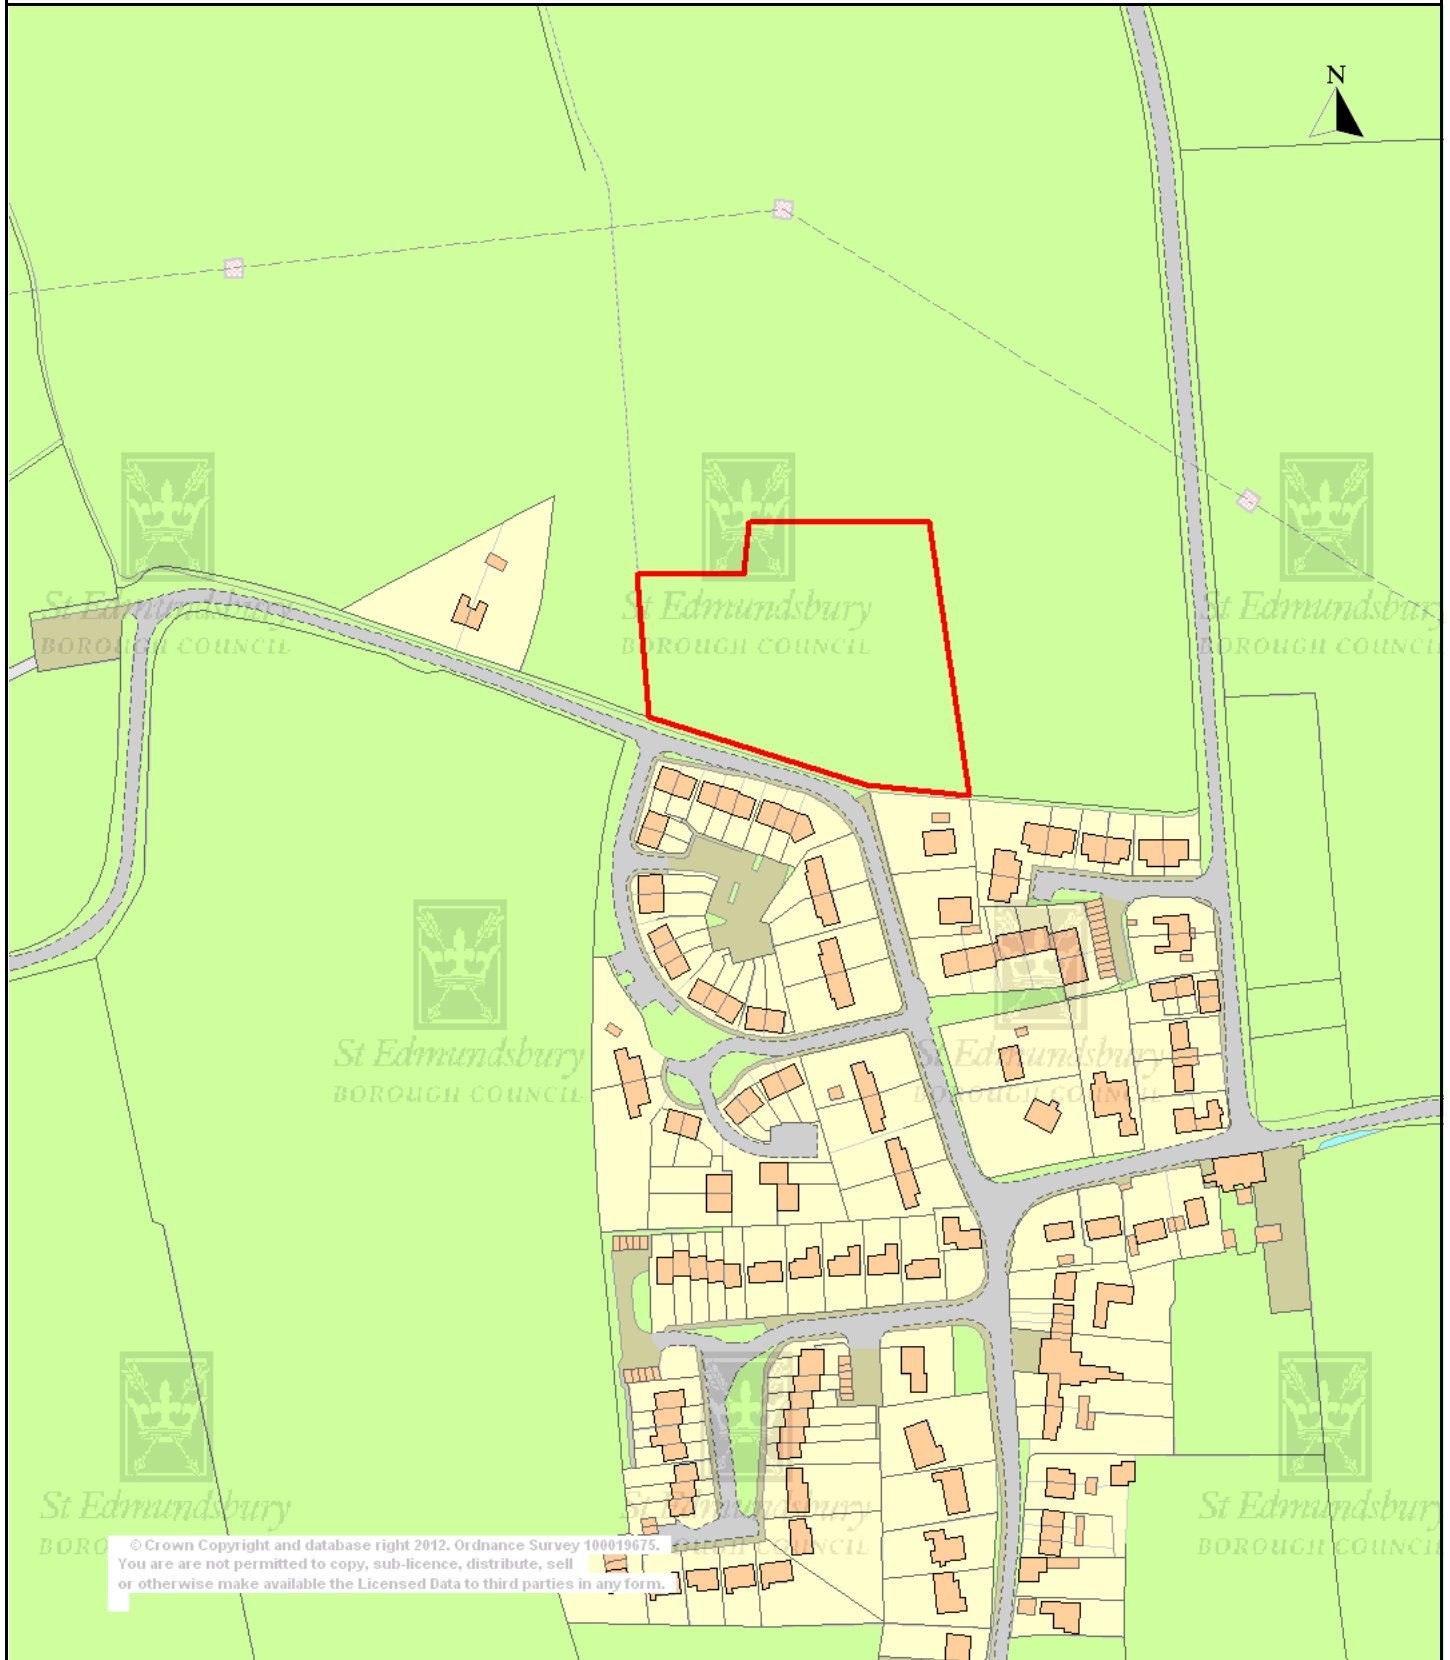 N
St Edmundsbury
BOROUGH COUNCIL
St Edmundsbury
BOROUGH COUNCIL
St Edmundsbury
BOROUGH COUNCIL
St Edmundsbury
BOROUGH COUNCIL
St Edmundsbury
BOROUGH COUNCIL
St Edmundsbury
BORO
St Edmundsbury
BOROUGH COUNCIL
St Edmundsbury
BOROUGH COUNCIL
© Crown Copyright and database right 2012. Ordnance Survey 100019675.
You are are not permitted to copy, sub-licence, distribute, sell
or otherwise make available the Licensed Data to third parties in any form.